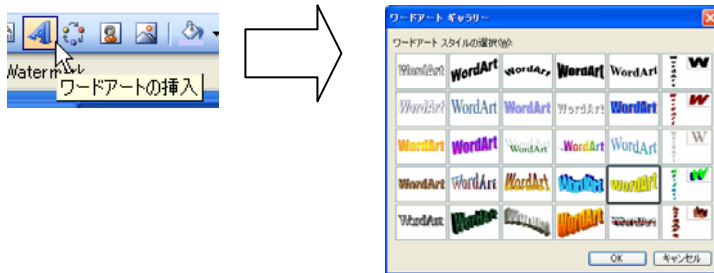 ワードアートの挿入
ワードアート ギャラリー
ワードアート スタイルの選択(W):
WordArt WordArt WordArt WordArt WordArt W
WordArt WordArt WordArt WordArt WordArt W
WordArt WordArt WordArt WordArt WordArt W
WordArt WordArt WordArt WordArt WordArt
WordArt WordArt WordArt WordArt WordArt
OK キャンセル